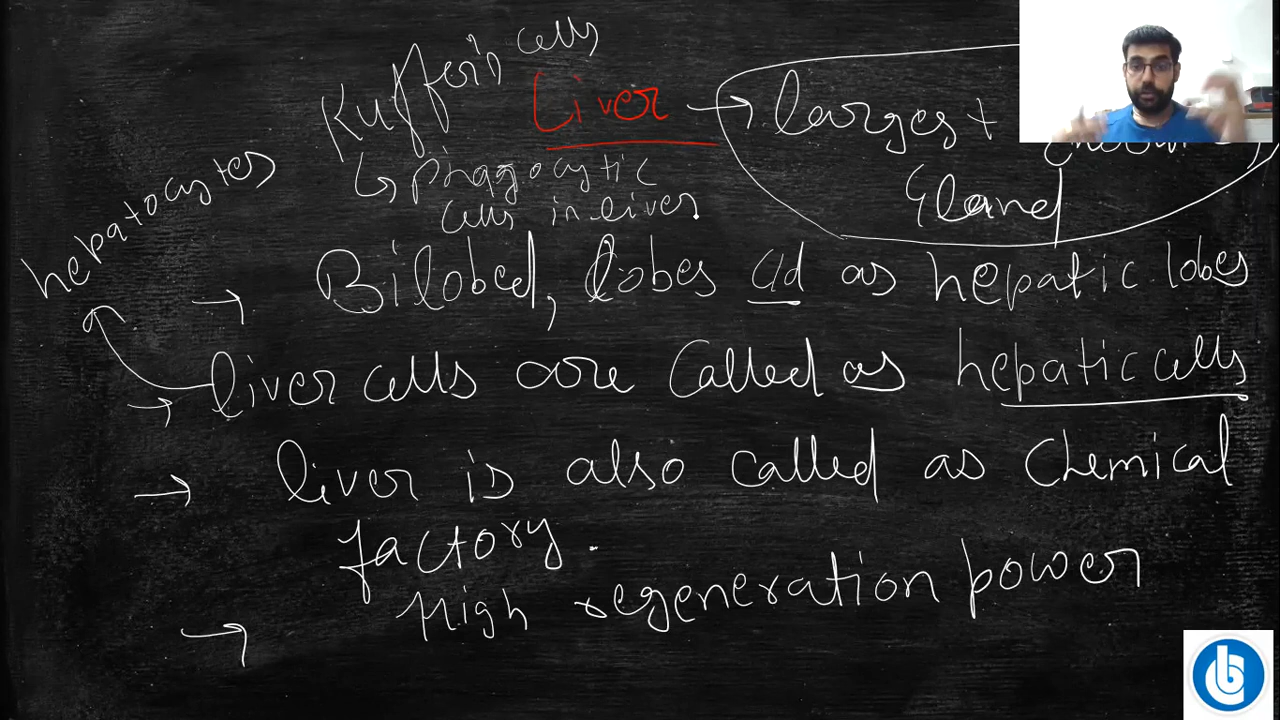 Kuffer's cells
Liver → largest
Gland
↳ phagocytic
cells in liver.
hepatocytes
→ Bilobed, lobes cld as hepatic lobes
→ liver cells are called as hepatic cells
→ liver is also called as chemical
factory.
→ High regeneration power